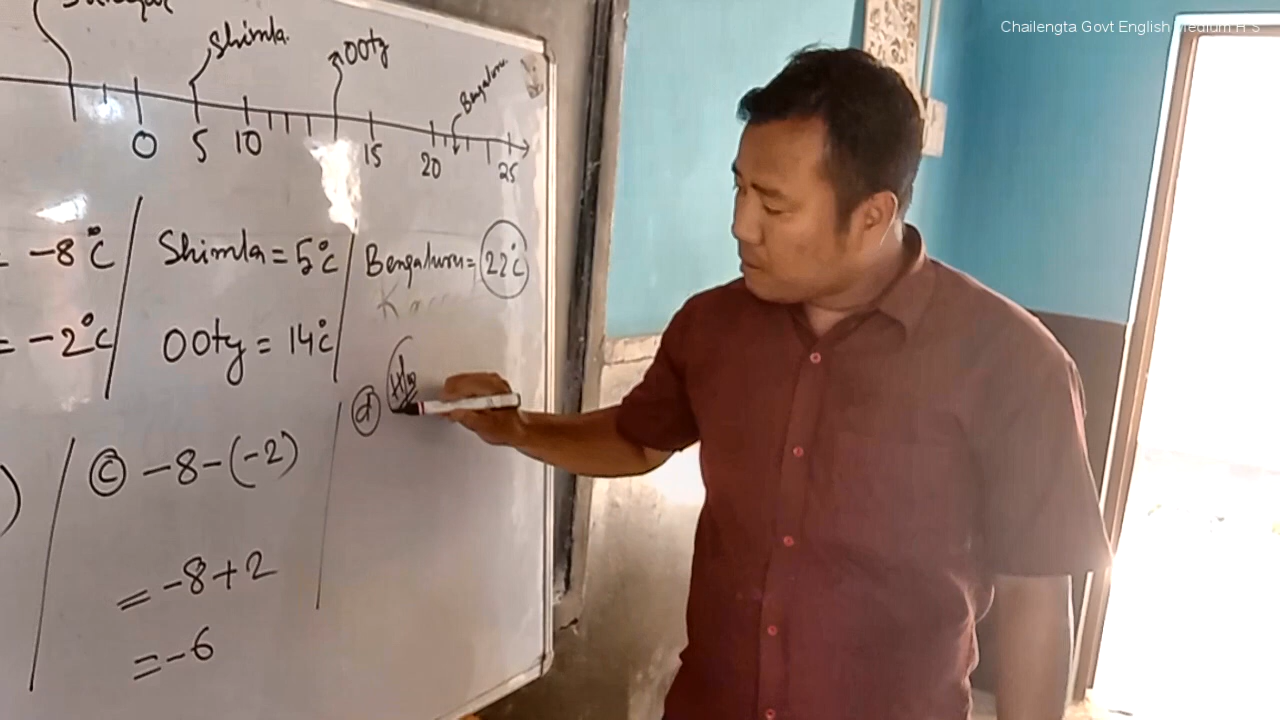 Chailengta Govt English Medium H S
Shimla.
OOty
Bengaluru.
0 5 10 15 20 25
= -8°C Shimla = 5°C Bengaluru = 22°C
= -2°C OOty = 14°C
d
) c -8-(-2)
= -8+2
= -6